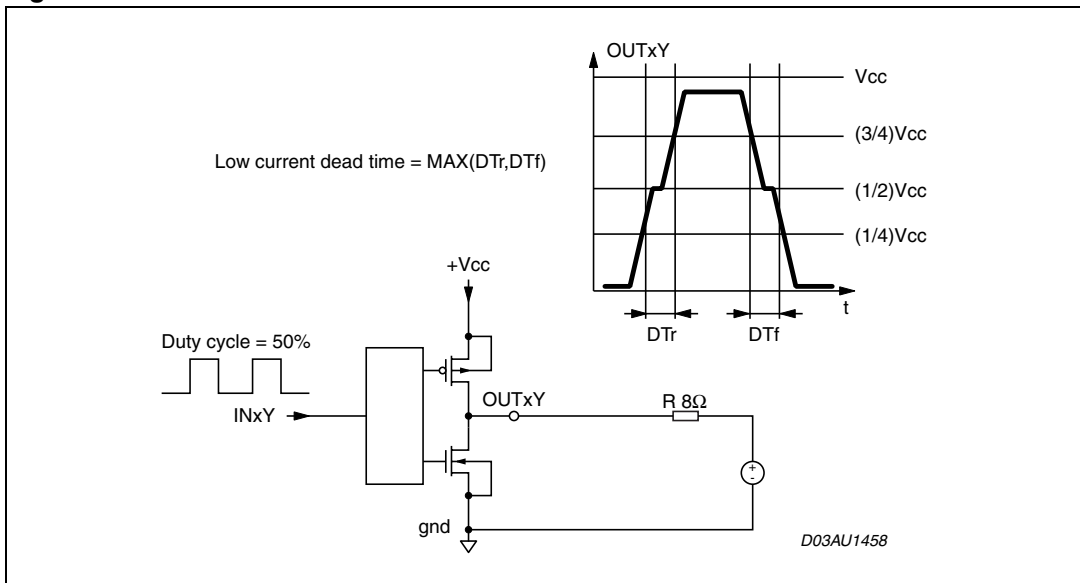 OUTxY
Vcc
(3/4)Vcc
Low current dead time = MAX(DTr,DTf)
(1/2)Vcc
(1/4)Vcc
+Vcc
t
DTr
DTf
Duty cycle = 50%
OUTxY
R 8Ω
INxY
+
-
gnd
D03AU1458